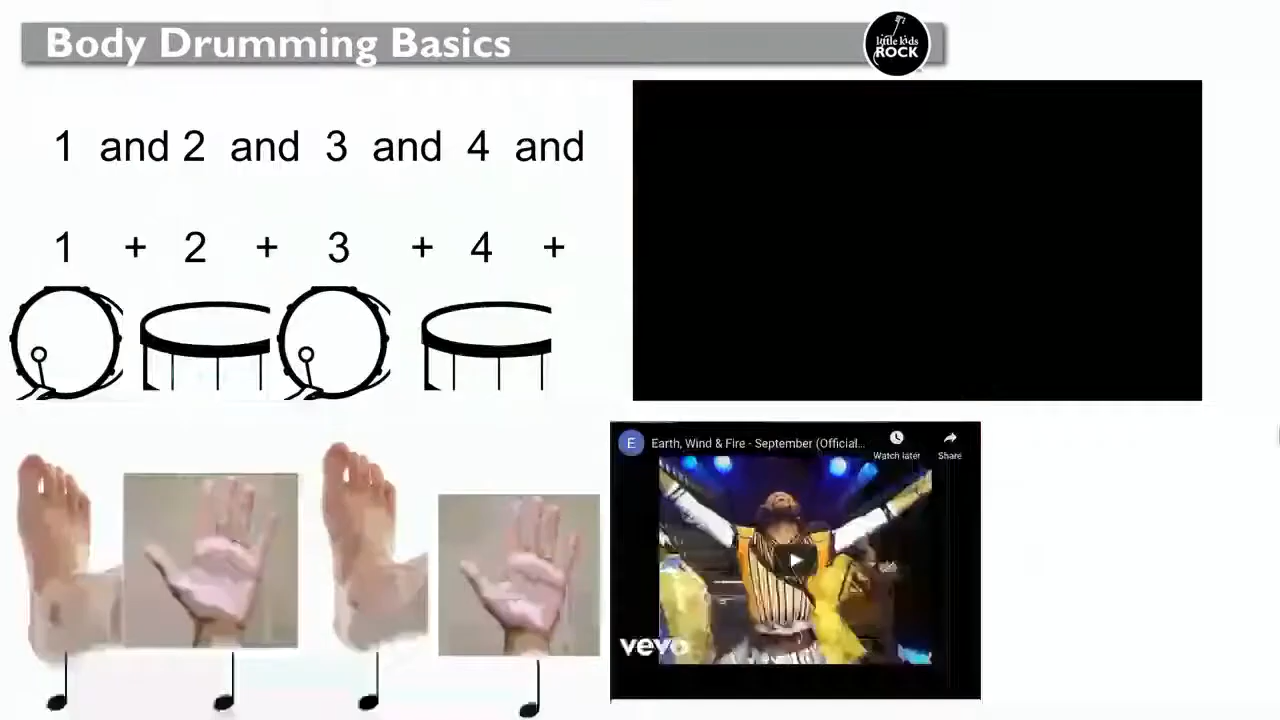 Body Drumming Basics
little kids
ROCK
1 and 2 and 3 and 4 and
1 + 2 + 3 + 4 +
E Earth, Wind & Fire - September (Official...
Watch later
Share
vevo